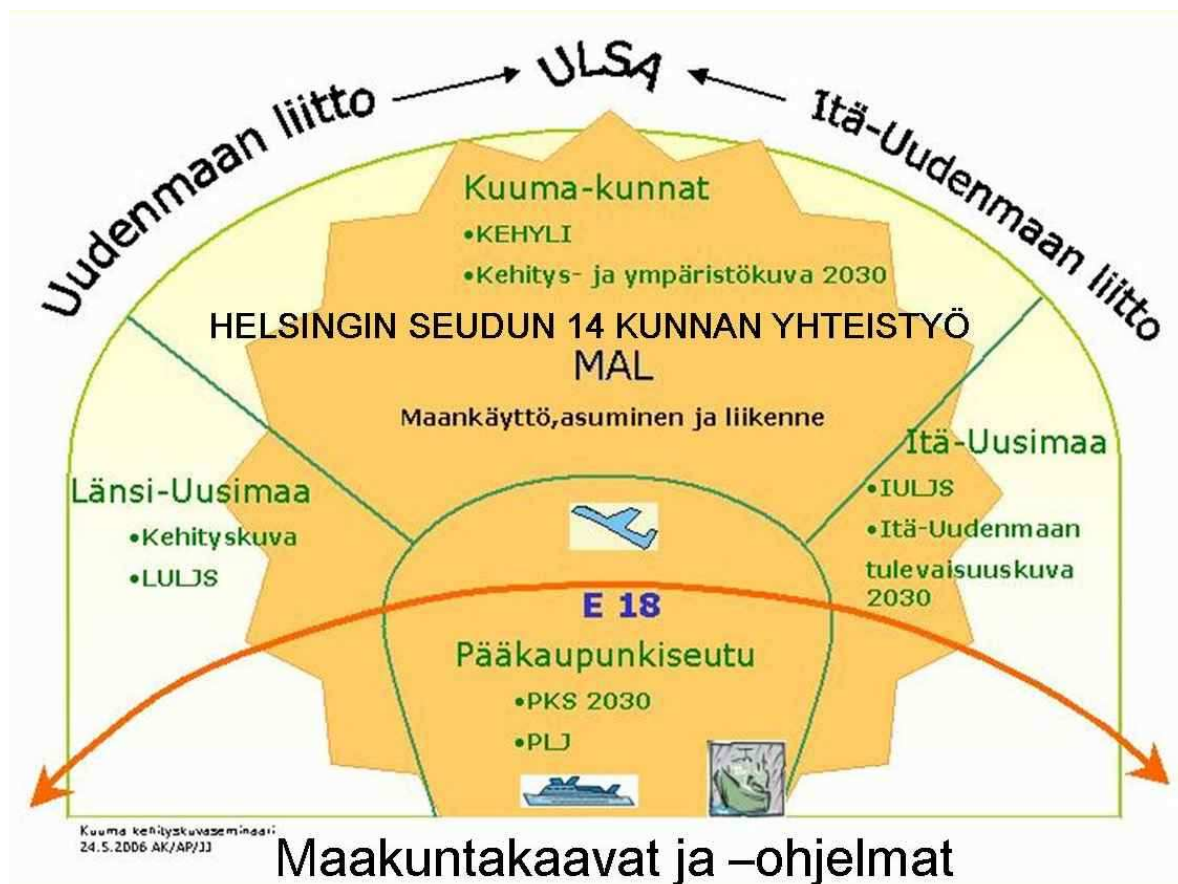 ULSA
Uudenmaan liitto
Itä-Uudenmaan liitto
Kuuma-kunnat
•KEHYLI
•Kehitys- ja ympäristökuva 2030
HELSINGIN SEUDUN 14 KUNNAN YHTEISTYÖ
MAL
Maankäyttö,asuminen ja liikenne
Länsi-Uusimaa
•Kehityskuva
•LULJS
Itä-Uusimaa
•IULJS
•Itä-Uudenmaan
tulevaisuuskuva
2030
E 18
Pääkaupunkiseutu
•PKS 2030
•PLJ
Kuuma kehityskuvaseminaari
24.5.2006 AK/AP/JJ
Maakuntakaavat ja –ohjelmat